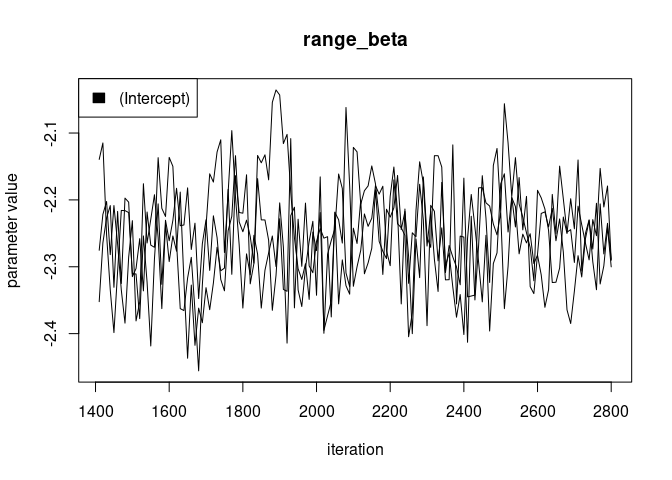 range_beta
(Intercept)
parameter value
-2.1
-2.2
-2.3
-2.4
1400 1600 1800 2000 2200 2400 2600 2800
iteration